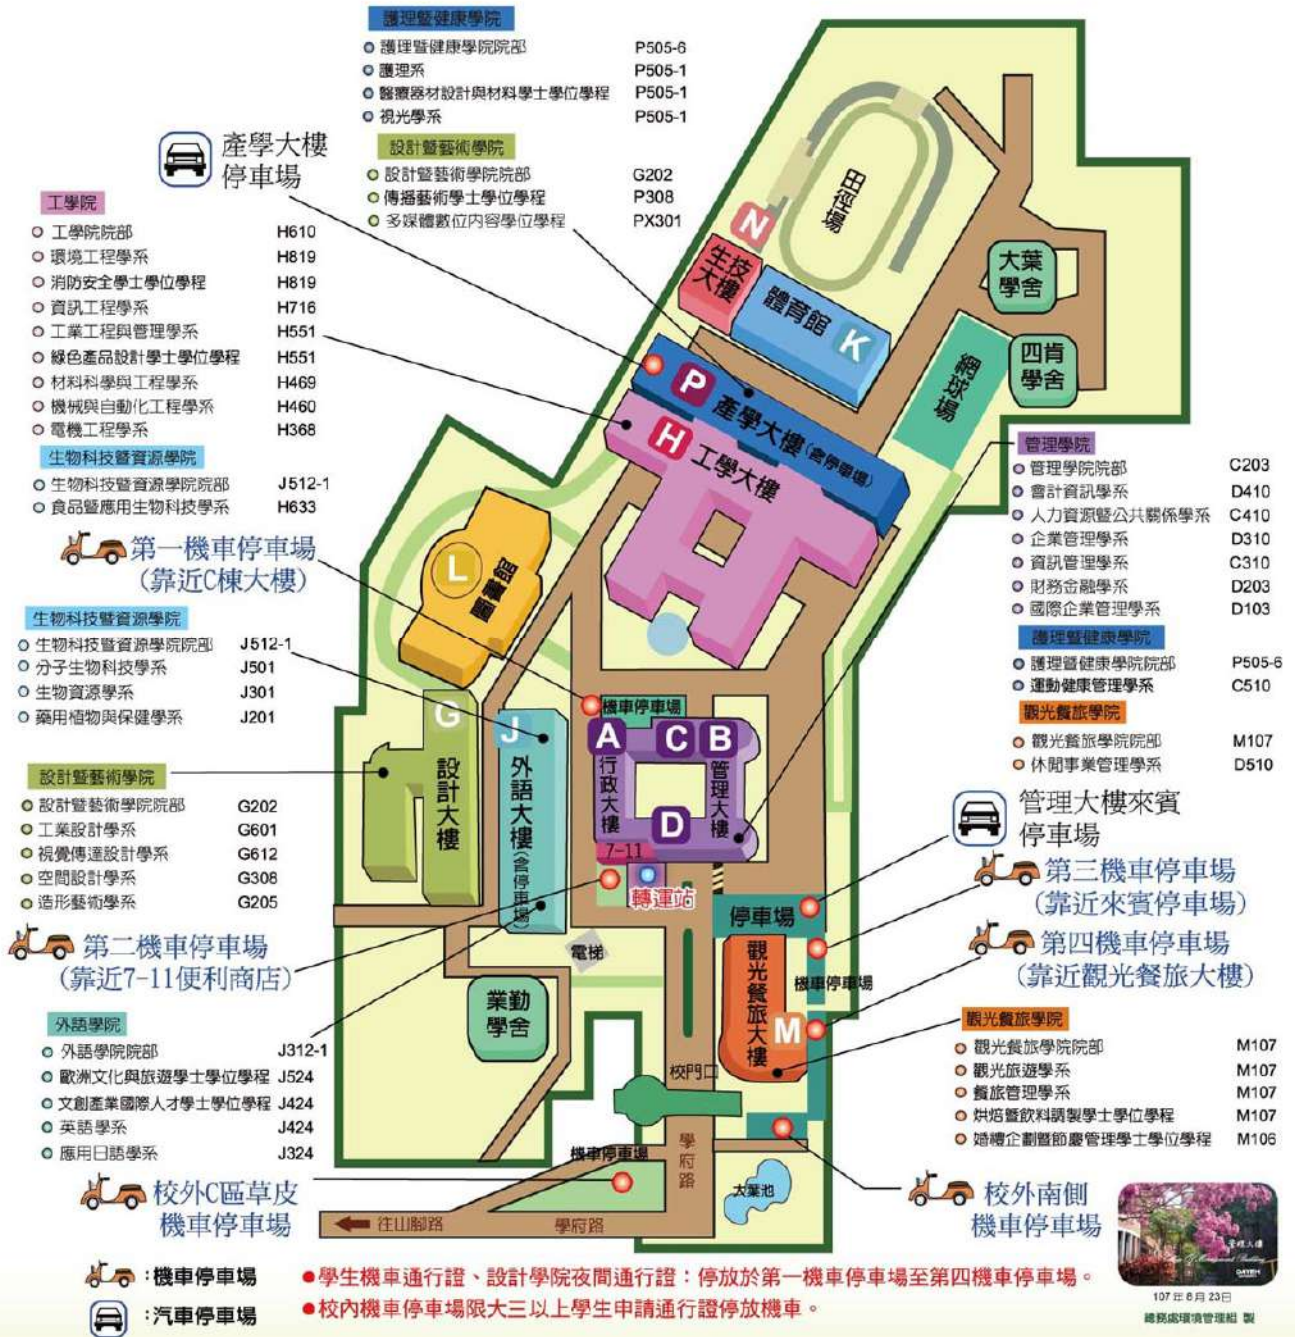 護理暨健康學院
護理暨健康學院院部 P505-6
護理系 P505-1
醫療器材設計與材料學士學位學程 P505-1
視光學系 P505-1
設計暨藝術學院
設計暨藝術學院院部 G202
傳播藝術學士學位學程 P308
多媒體數位內容學位學程 PX301
產學大樓
停車場
工學院
工學院院部 H610
環境工程學系 H819
消防安全學士學位學程 H819
資訊工程學系 H716
工業工程與管理學系 H551
綠色產品設計學士學位學程 H551
材料科學與工程學系 H469
機械與自動化工程學系 H460
電機工程學系 H368
生物科技暨資源學院
生物科技暨資源學院院部 J512-1
食品暨應用生物科技學系 H633
第一機車停車場
(靠近C棟大樓)
生物科技暨資源學院
生物科技暨資源學院院部 J512-1
分子生物科技學系 J501
生物資源學系 J301
藥用植物與保健學系 J201
設計暨藝術學院
設計暨藝術學院院部 G202
工業設計學系 G601
視覺傳達設計學系 G612
空間設計學系 G308
造形藝術學系 G205
第二機車停車場
(靠近7-11便利商店)
外語學院
外語學院院部 J312-1
歐洲文化與旅遊學士學位學程 J524
文創產業國際人才學士學位學程 J424
英語學系 J424
應用日語學系 J324
校外C區草皮
機車停車場
田徑場
N
生技
大樓
體育館
K
大葉
學舍
四肯
學舍
網球場
P
產學大樓(含停車場)
H
工學大樓
L
圖書館
G
設計大樓
J
外語大樓(含停車場)
機車停車場
A
行政大樓
C
B
管理大樓
D
7-11
轉運站
停車場
電梯
觀光餐旅大樓
M
機車停車場
業勤
學舍
校門口
機車停車場
學府路
大葉池
往山腳路
學府路
管理學院
管理學院院部 C203
會計資訊學系 D410
人力資源暨公共關係學系 C410
企業管理學系 D310
資訊管理學系 C310
財務金融學系 D203
國際企業管理學系 D103
護理暨健康學院
護理暨健康學院院部 P505-6
運動健康管理學系 C510
觀光餐旅學院
觀光餐旅學院院部 M107
休閒事業管理學系 D510
管理大樓來賓
停車場
第三機車停車場
(靠近來賓停車場)
第四機車停車場
(靠近觀光餐旅大樓)
觀光餐旅學院
觀光餐旅學院院部 M107
觀光旅遊學系 M107
餐旅管理學系 M107
烘焙暨飲料調製學士學位學程 M107
婚禮企劃暨節慶管理學士學位學程 M106
校外南側
機車停車場
:機車停車場
:汽車停車場
●學生機車通行證、設計學院夜間通行證：停放於第一機車停車場至第四機車停車場。
●校內機車停車場限大三以上學生申請通行證停放機車。
管理大樓
DAYEH
107年8月23日
總務處環境管理組 製